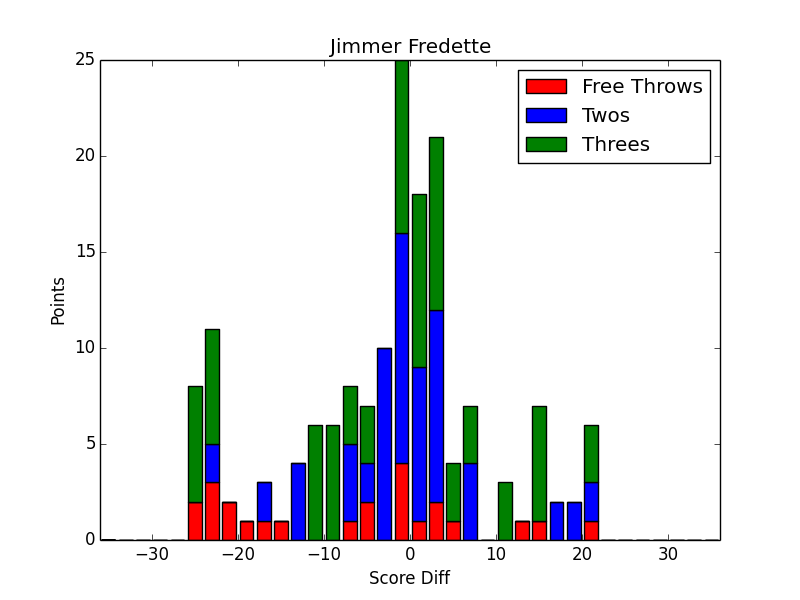 Jimmer Fredette
Free Throws
Twos
Threes
25
20
15
10
5
0
Points
−30
−20
−10
0
10
20
30
Score Diff